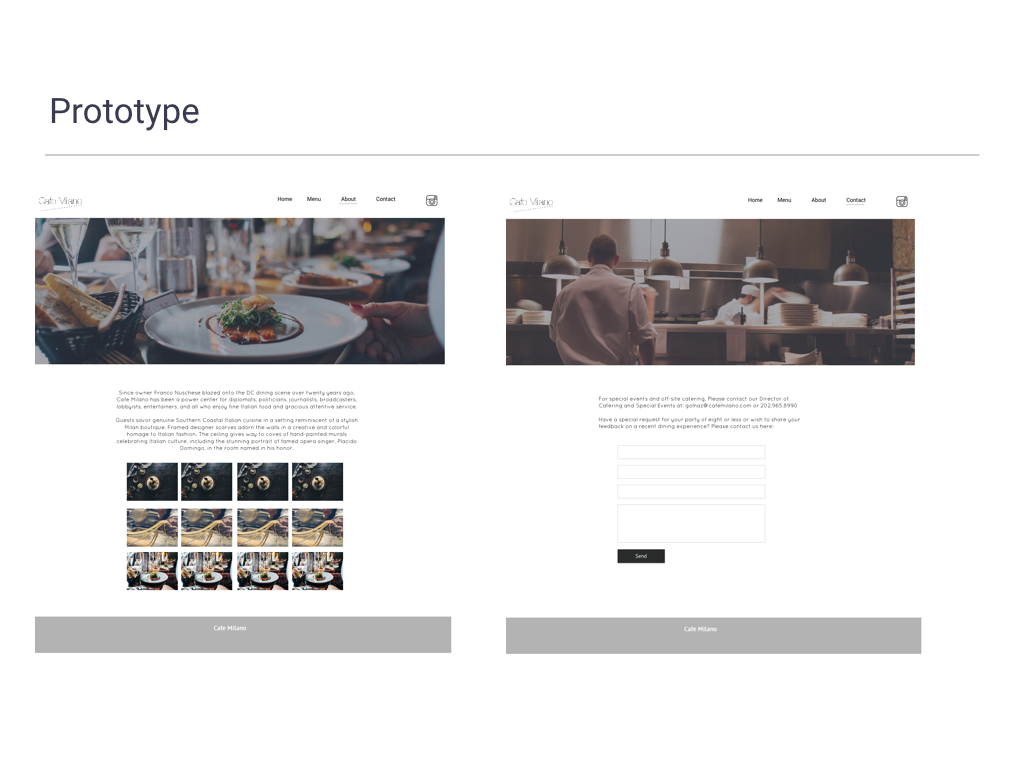 Prototype
Cafe Milano
Home Menu About Contact
Since owner Franco Nuschese blazed onto the DC dining scene over twenty years ago,
Cafe Milano has been a power center for diplomats, politicians, journalists, broadcasters,
lobbyists, entertainers, and all who enjoy fine Italian food and gracious attentive service.
Guests savor genuine Southern Coastal Italian cuisine in a setting reminiscent of a stylish
Milan boutique. Framed designer scarves adorn the walls in a creative and colorful
homage to Italian fashion. The ceiling gives way to coves of hand-painted murals
celebrating Italian culture, including the stunning portrait of famed opera singer, Placido
Domingo, in the room named in his honor.
Cafe Milano
Cafe Milano
Home Menu About Contact
For special events and off-site catering, Please contact our Director of
Catering and Special Events at: golnaz@cafemilano.com or 202.965.8990
Have a special request for your party of eight or less or wish to share your
feedback on a recent dining experience? Please contact us here:
Send
Cafe Milano